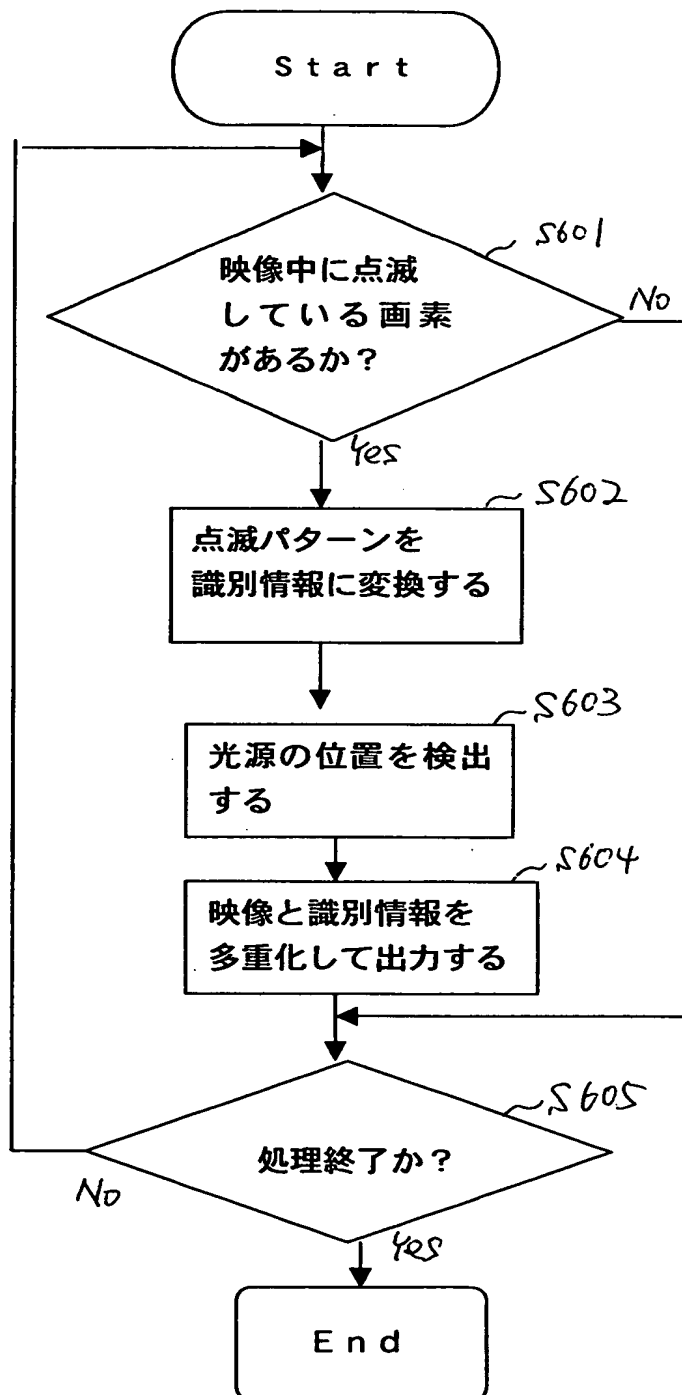 Start
S601
映像中に点滅
している画素
があるか？
No
Yes
S602
点滅パターンを
識別情報に変換する
S603
光源の位置を検出
する
S604
映像と識別情報を
多重化して出力する
S605
処理終了か？
No
Yes
End